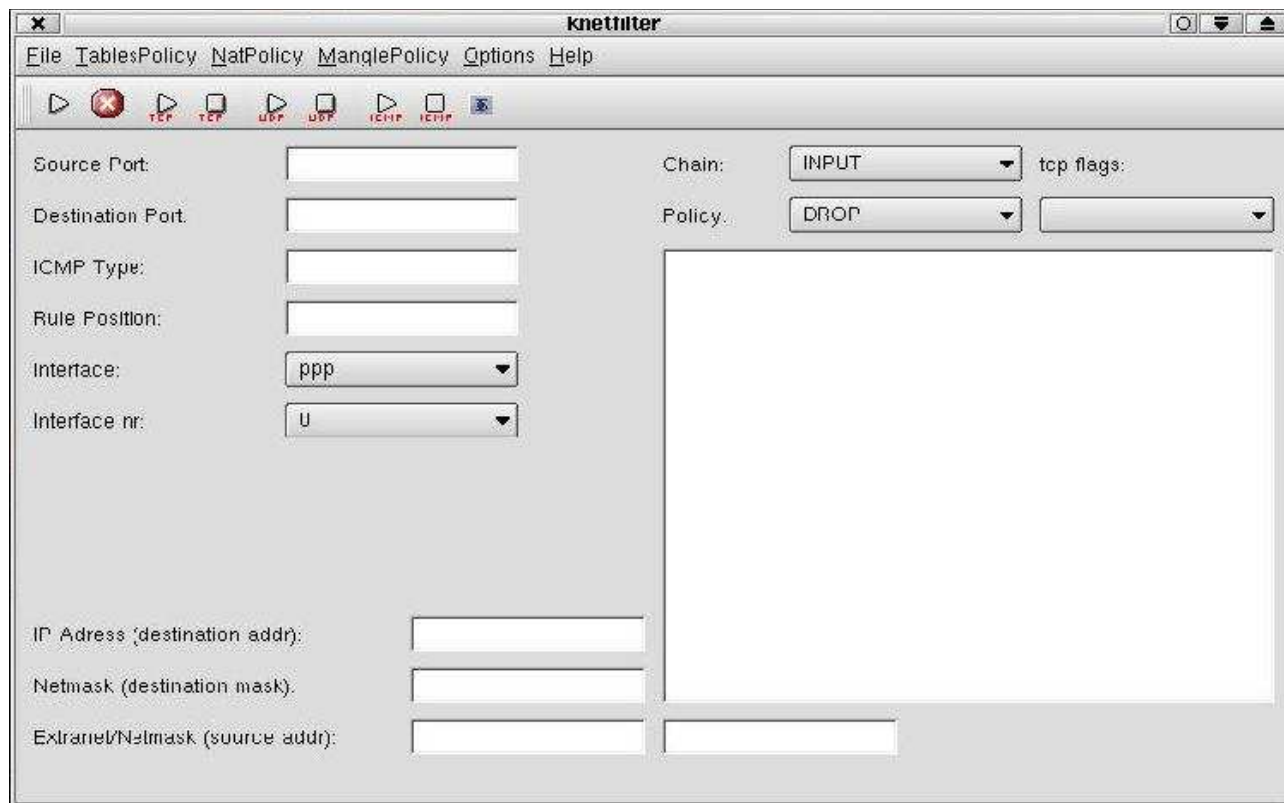 knetfilter
File TablesPolicy NatPolicy ManglePolicy Options Help
TCP TCP UDP UDP ICMP ICMP
Source Port:
Chain:
INPUT
tcp flags:
Destination Port:
Policy:
DROP
ICMP Type:
Rule Position:
Interface:
ppp
Interface nr:
0
IP Adress (destination addr):
Netmask (destination mask):
Extranet/Netmask (source addr):